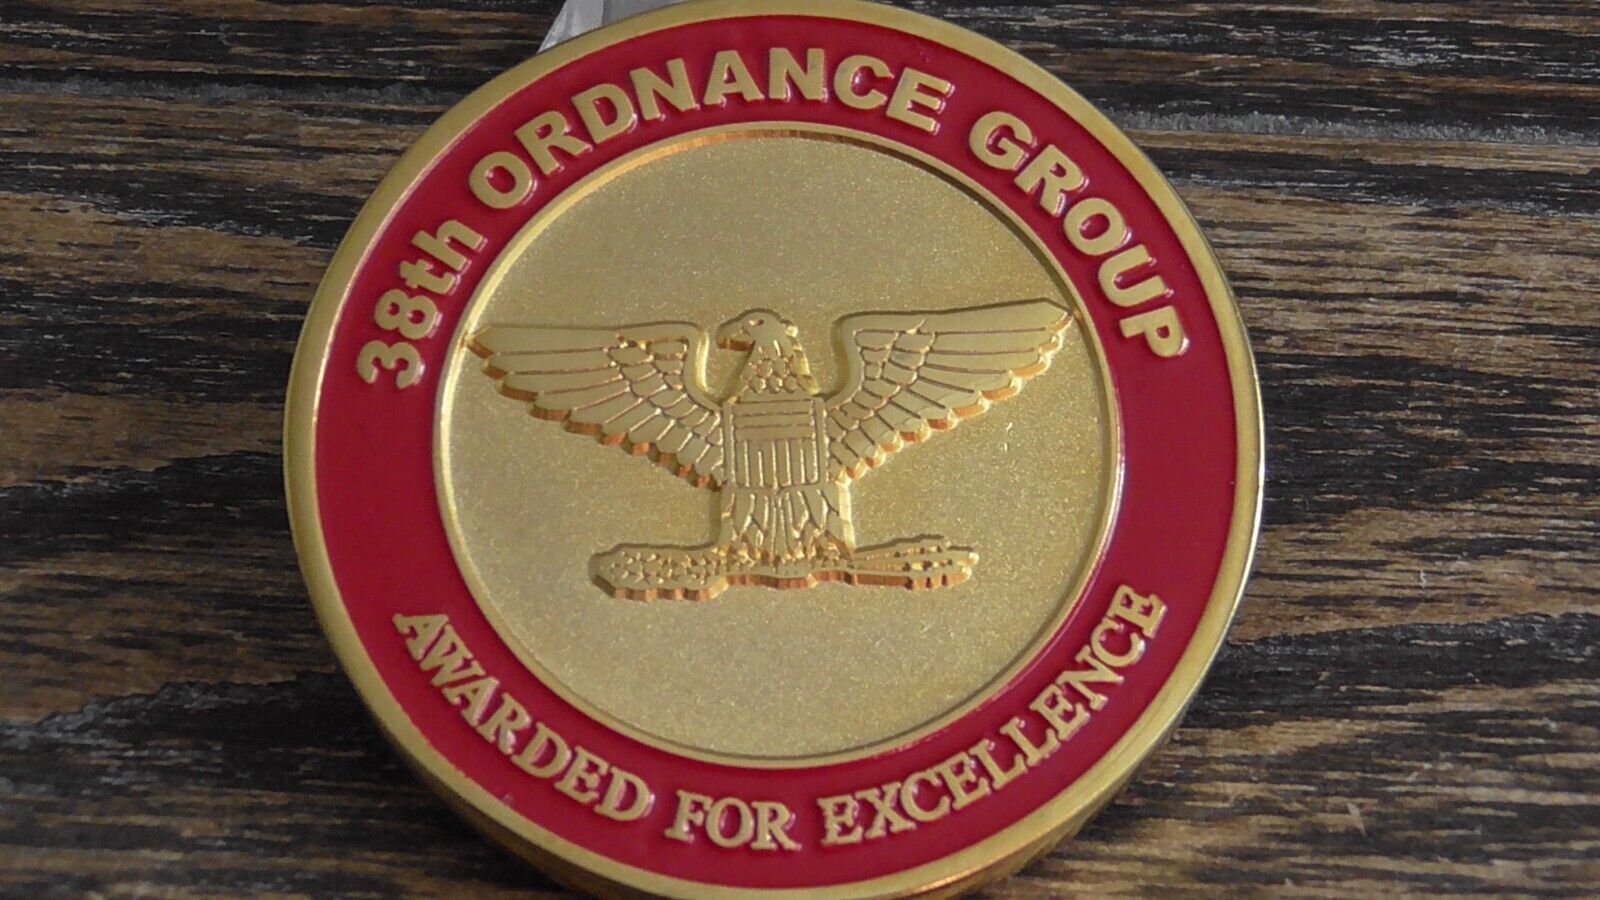 38th ORDNANCE GROUP
AWARDED FOR EXCELLENCE